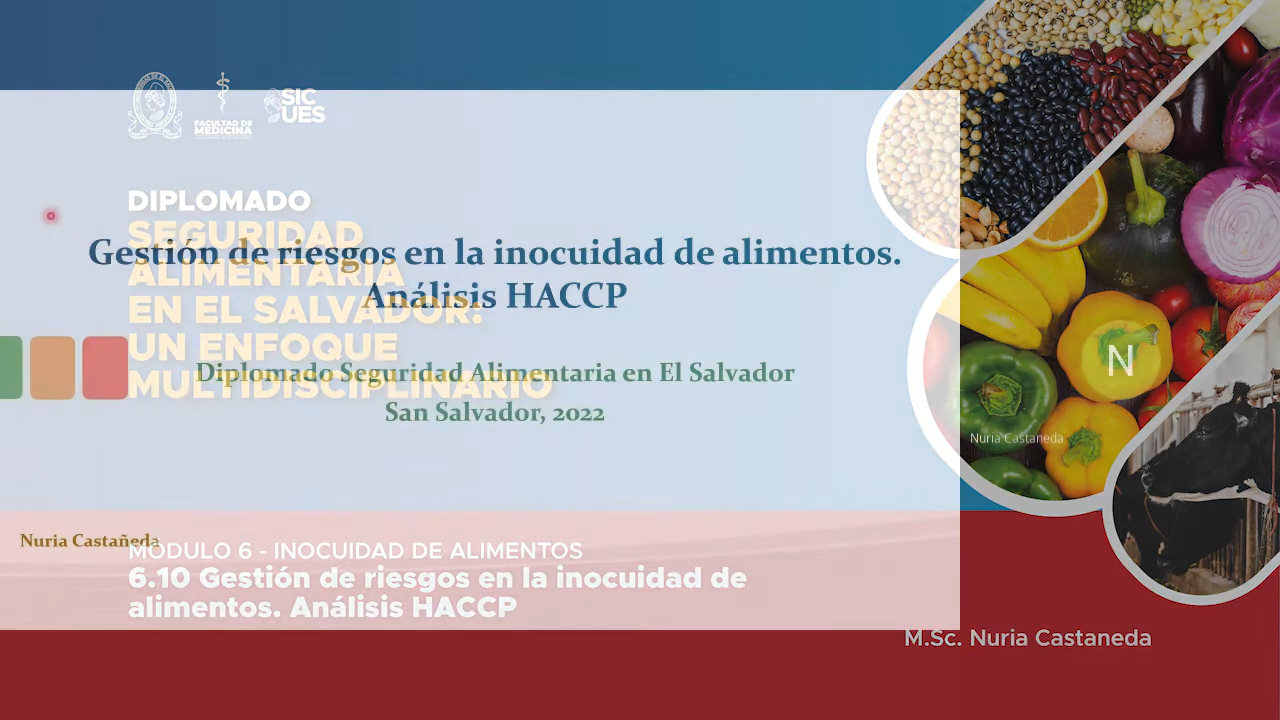 SIC
UES
FACULTAD DE
MEDICINA
DIPLOMADO
SEGURIDAD
ALIMENTARIA
EN EL SALVADOR:
UN ENFOQUE
MULTIDISCIPLINARIO
Gestión de riesgos en la inocuidad de alimentos.
Análisis HACCP
Diplomado Seguridad Alimentaria en El Salvador
San Salvador, 2022
N
Nuria Castaneda
Nuria Castañeda
MÓDULO 6 - INOCUIDAD DE ALIMENTOS
6.10 Gestión de riesgos en la inocuidad de
alimentos. Análisis HACCP
M.Sc. Nuria Castaneda